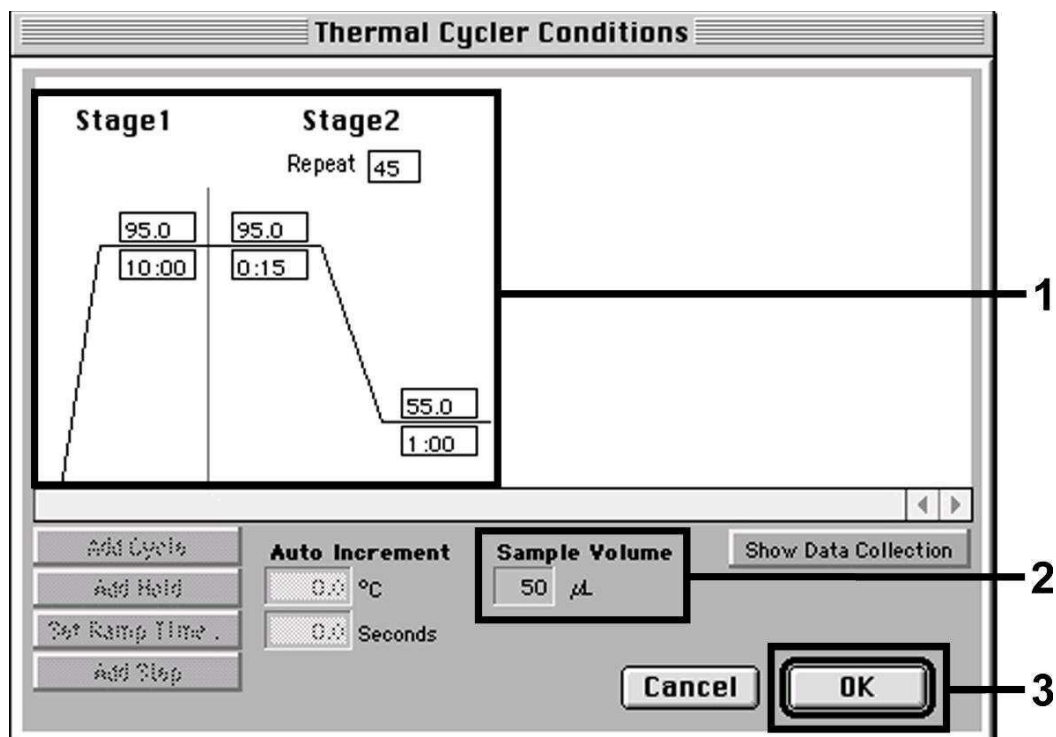 Thermal Cycler Conditions
Stage1 Stage2
Repeat 45
95.0 95.0
10:00 0:15
1
55.0
1:00
Add Cycle
Add Hold
Set Ramp Time .
Add Step
Auto Increment
0.0 °C
0.0 Seconds
Sample Volume
50 µL
Show Data Collection
2
Cancel OK
3